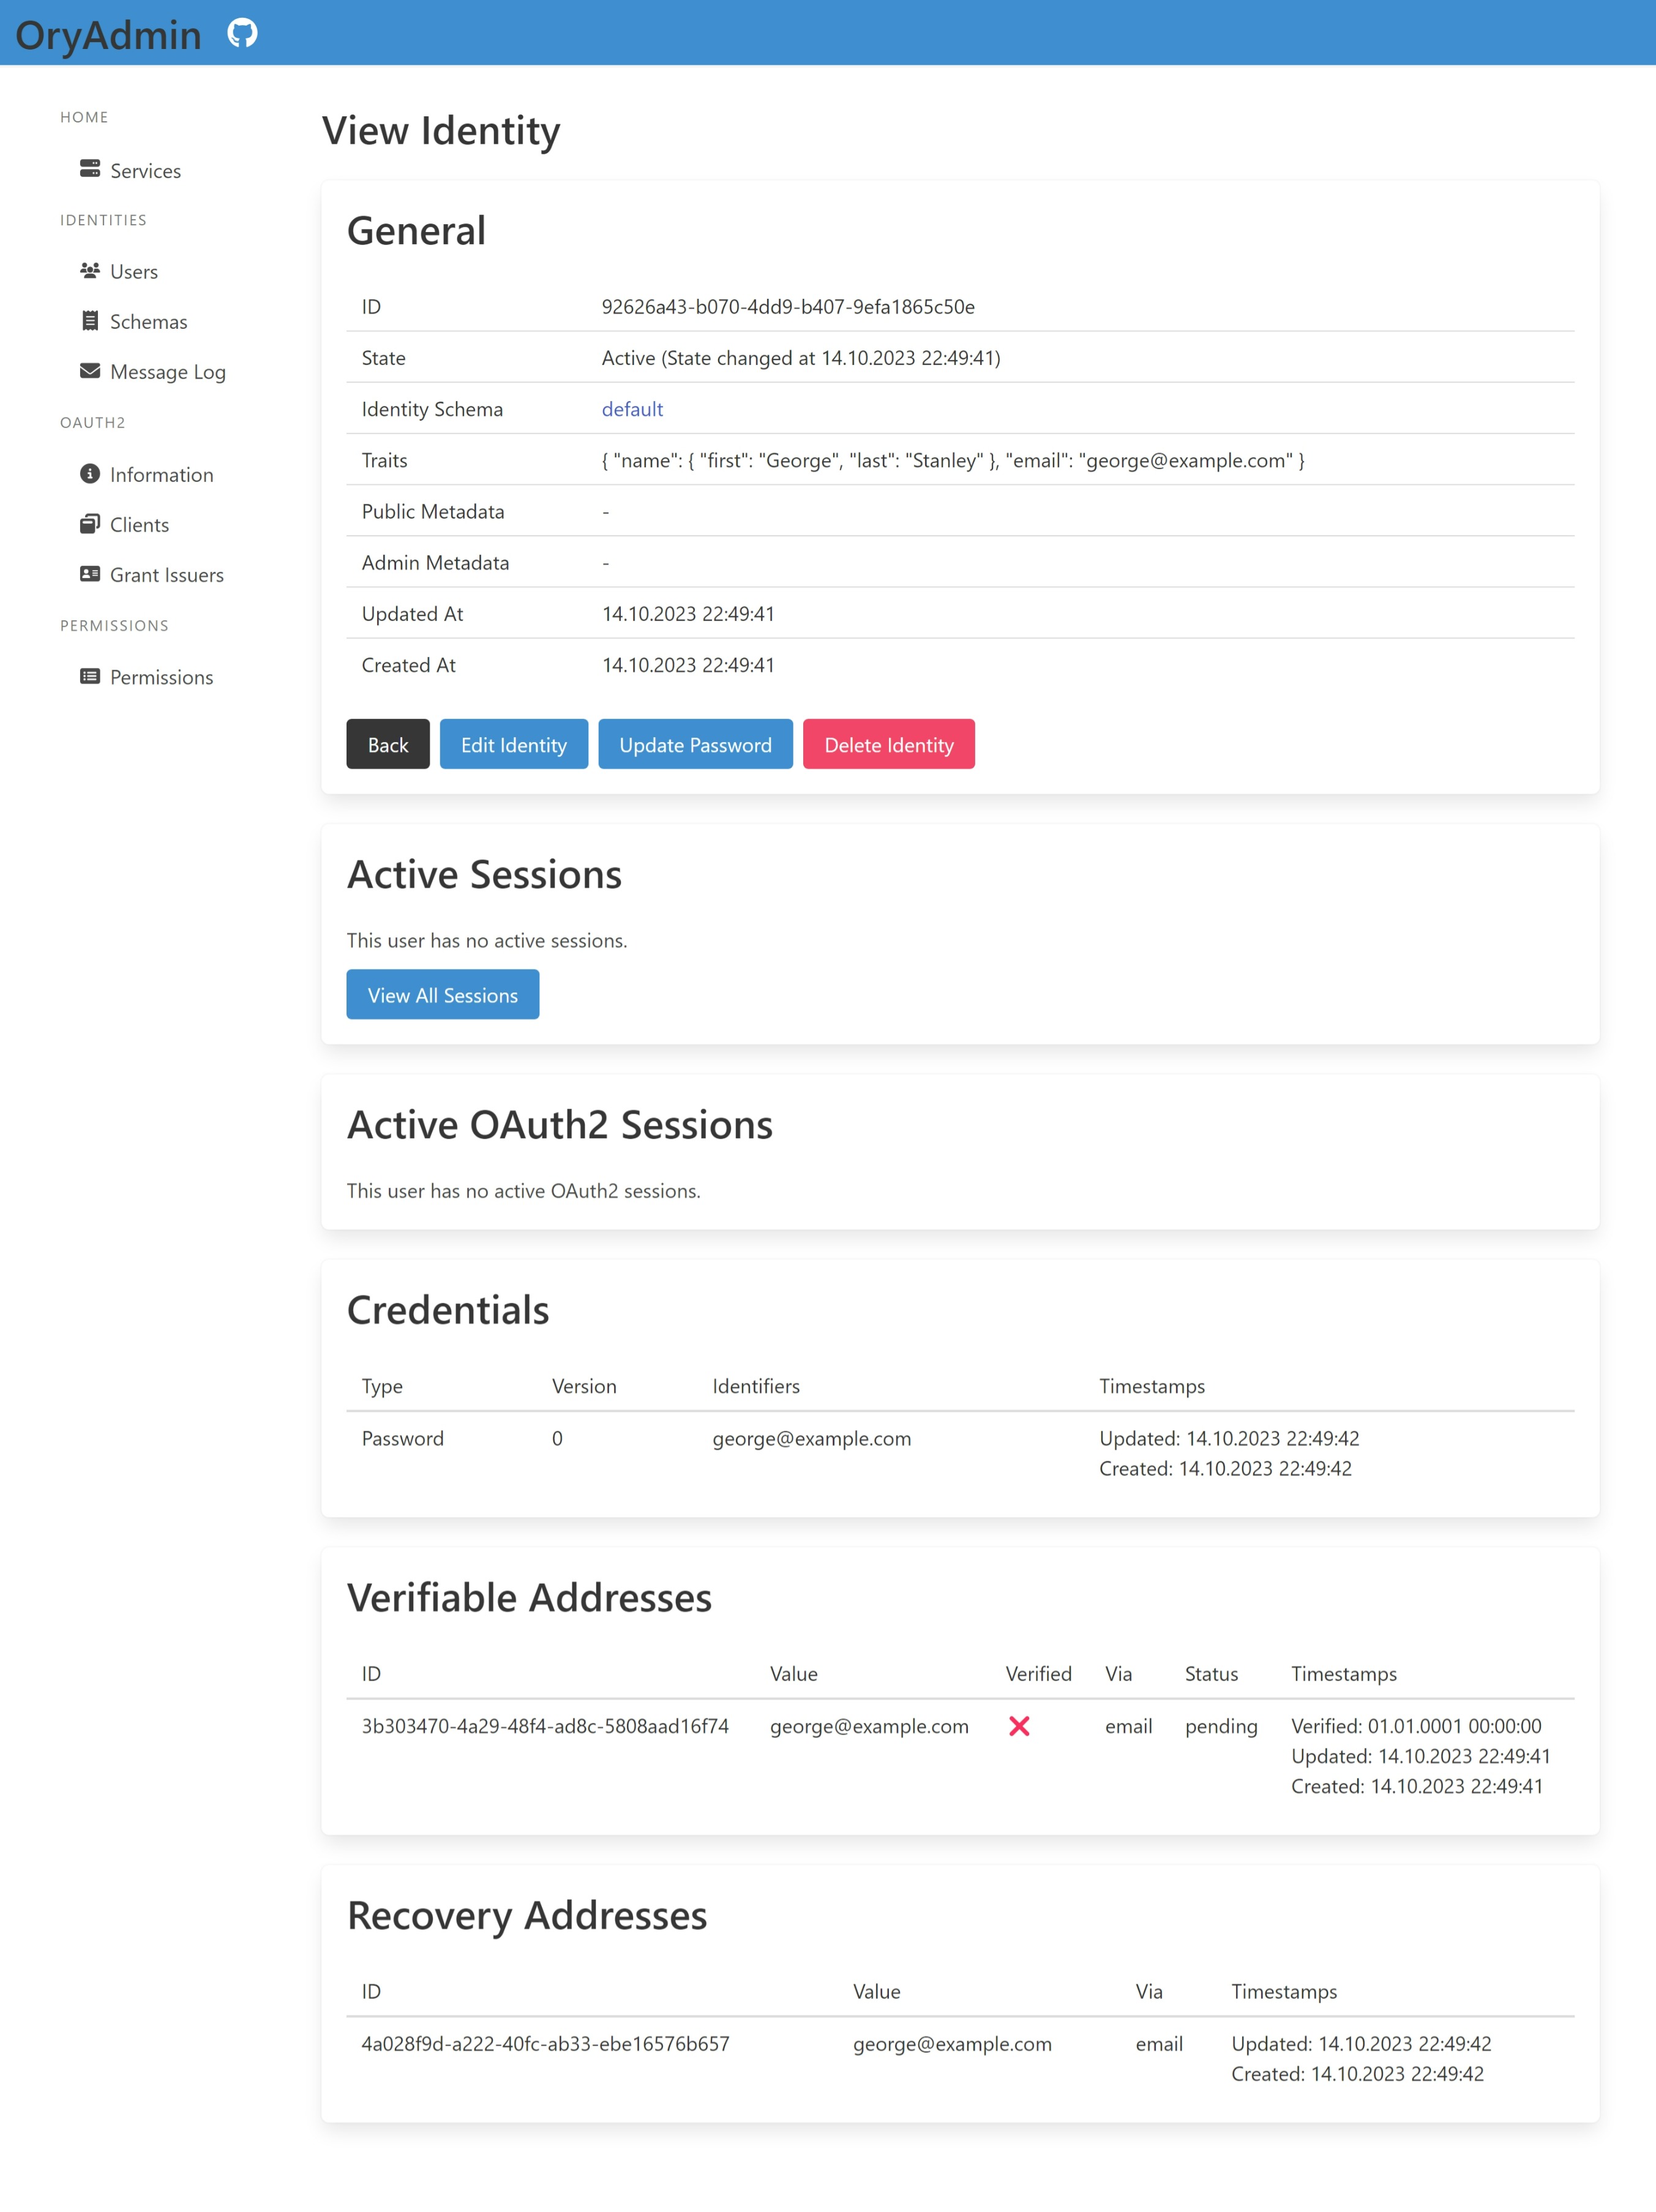 OryAdmin
HOME
Services
IDENTITIES
Users
Schemas
Message Log
OAUTH2
Information
Clients
Grant Issuers
PERMISSIONS
Permissions
View Identity
General
ID 92626a43-b070-4dd9-b407-9efa1865c50e
State Active (State changed at 14.10.2023 22:49:41)
Identity Schema default
Traits { "name": { "first": "George", "last": "Stanley" }, "email": "george@example.com" }
Public Metadata -
Admin Metadata -
Updated At 14.10.2023 22:49:41
Created At 14.10.2023 22:49:41
Back Edit Identity Update Password Delete Identity
Active Sessions
This user has no active sessions.
View All Sessions
Active OAuth2 Sessions
This user has no active OAuth2 sessions.
Credentials
Type Version Identifiers Timestamps
Password 0 george@example.com Updated: 14.10.2023 22:49:42
Created: 14.10.2023 22:49:42
Verifiable Addresses
ID Value Verified Via Status Timestamps
3b303470-4a29-48f4-ad8c-5808aad16f74 george@example.com email pending Verified: 01.01.0001 00:00:00
Updated: 14.10.2023 22:49:41
Created: 14.10.2023 22:49:41
Recovery Addresses
ID Value Via Timestamps
4a028f9d-a222-40fc-ab33-ebe16576b657 george@example.com email Updated: 14.10.2023 22:49:42
Created: 14.10.2023 22:49:42